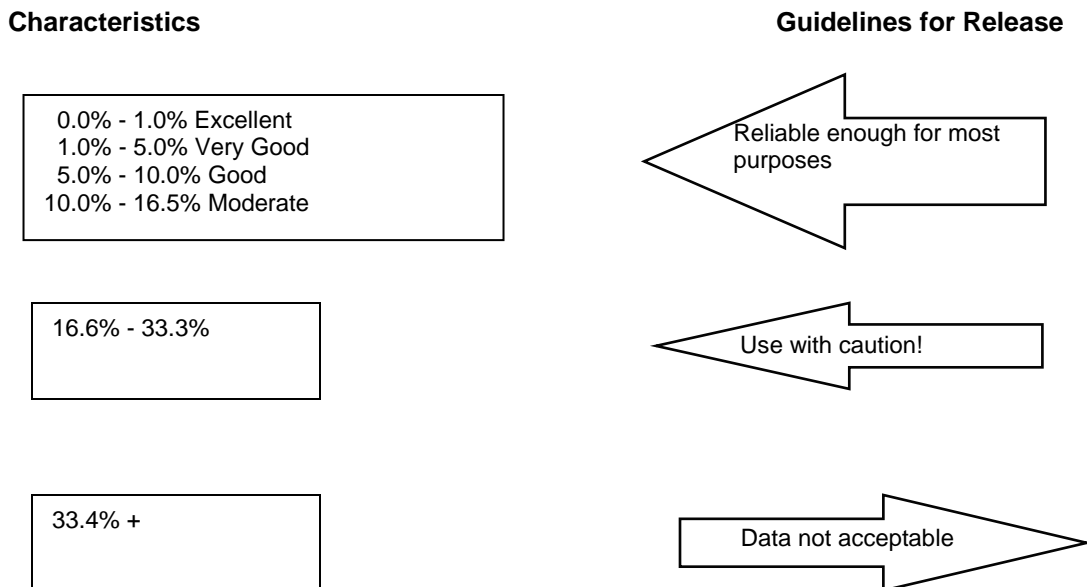 Characteristics
Guidelines for Release
0.0% - 1.0% Excellent
1.0% - 5.0% Very Good
5.0% - 10.0% Good
10.0% - 16.5% Moderate
Reliable enough for most
purposes
16.6% - 33.3%
Use with caution!
33.4% +
Data not acceptable